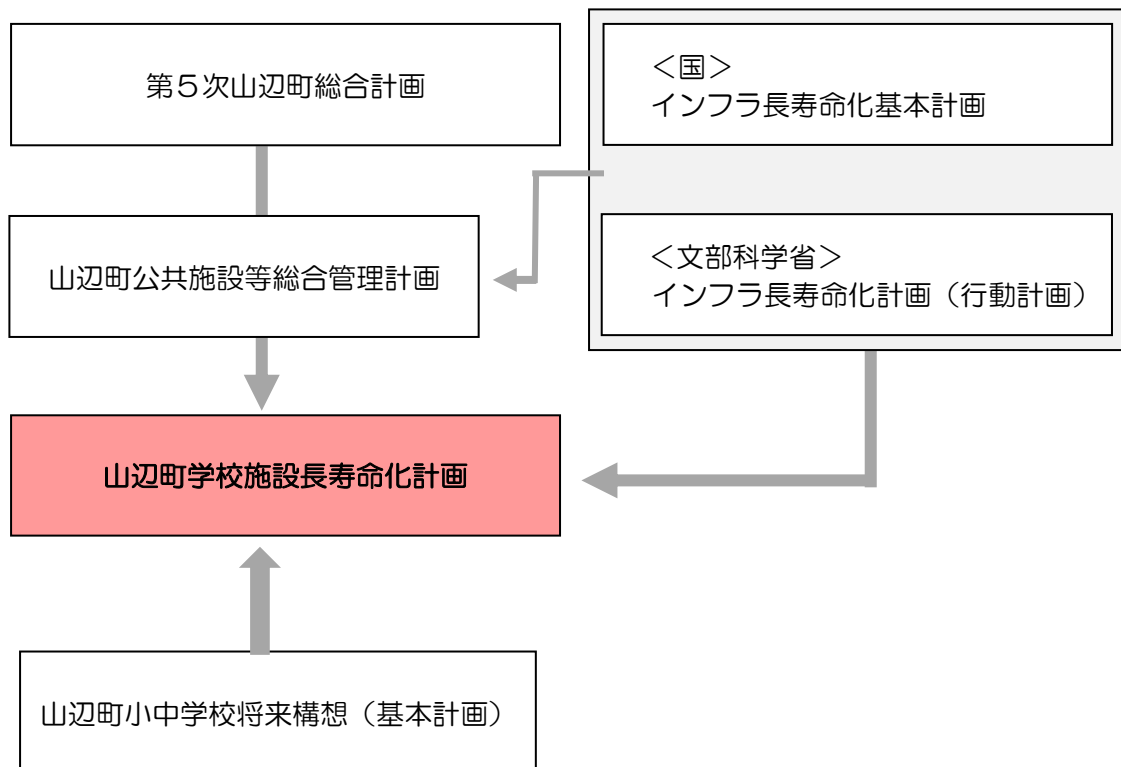 第５次山辺町総合計画
＜国＞
インフラ長寿命化基本計画
山辺町公共施設等総合管理計画
＜文部科学省＞
インフラ長寿命化計画（行動計画）
山辺町学校施設長寿命化計画
山辺町小中学校将来構想（基本計画）